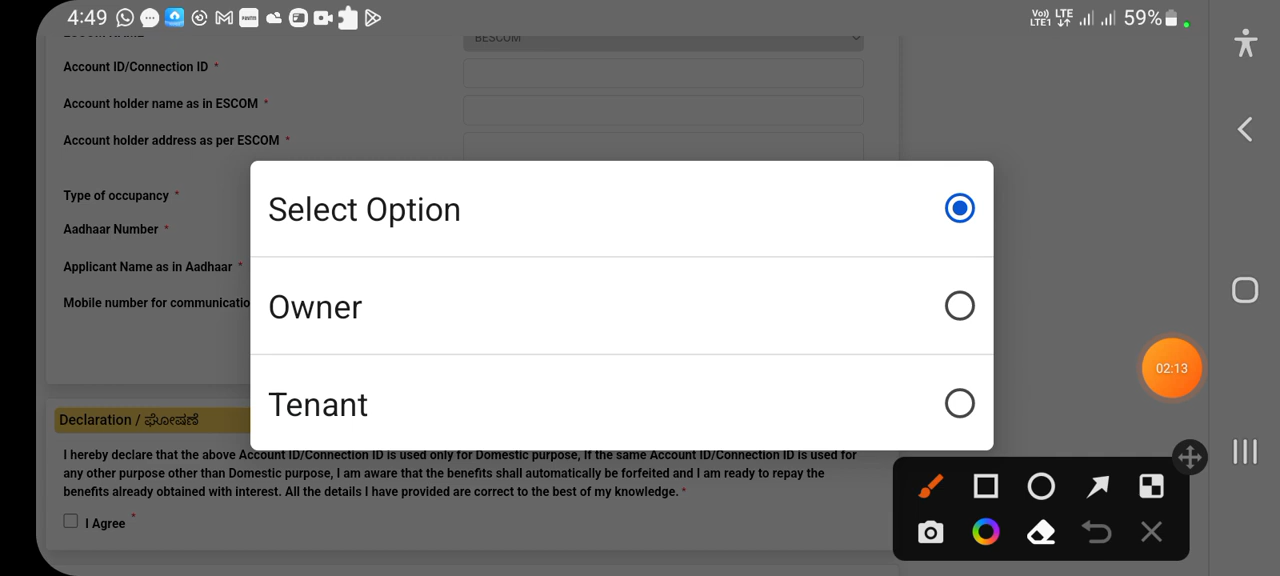 4:49
Voo) LTE
LTE1
59%
BESCOM
Account ID/Connection ID *
Account holder name as in ESCOM *
Account holder address as per ESCOM *
Type of occupancy *
Aadhaar Number *
Applicant Name as in Aadhaar *
Mobile number for communicatio
Select Option
Owner
Tenant
02:13
Declaration / ಘೋಷಣೆ
I hereby declare that the above Account ID/Connection ID is used only for Domestic purpose, If the same Account ID/Connection ID is used for
any other purpose other than Domestic purpose, I am aware that the benefits shall automatically be forfeited and I am ready to repay the
benefits already obtained with interest. All the details I have provided are correct to the best of my knowledge. *
I Agree *